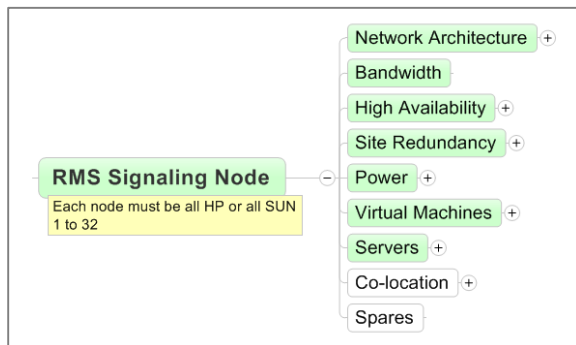 RMS Signaling Node
Each node must be all HP or all SUN
1 to 32
Network Architecture
Bandwidth
High Availability
Site Redundancy
Power
Virtual Machines
Servers
Co-location
Spares